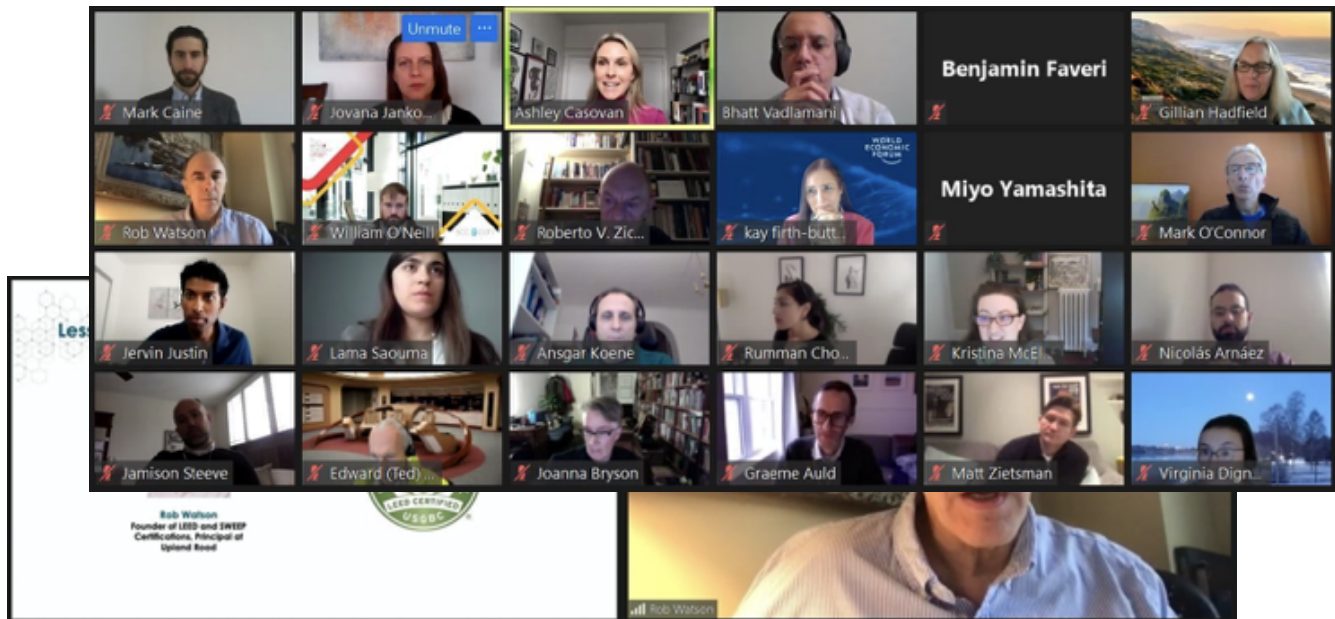 Mark Caine
Unmute ...
Jovana Janko...
Ashley Casovan
Bhatt Vadlamani
Benjamin Faveri
Gillian Hadfield
Rob Watson
William O'Neill
Roberto V. Zic...
WORLD
ECONOMIC
FORUM
kay firth-butt...
Miyo Yamashita
Mark O'Connor
Jervin Justin
Lama Saouma
Ansgar Koene
Rumman Cho...
Kristina McEl...
Nicolás Arnáez
Jamison Steeve
Edward (Ted) ...
Joanna Bryson
Graeme Auld
Matt Zietsman
Virginia Dign...
Less
Rob Watson
Founder of LEED and SWEEP
Certifications, Principal at
Upland Road
LEED CERTIFIED
USGBC
Rob Watson